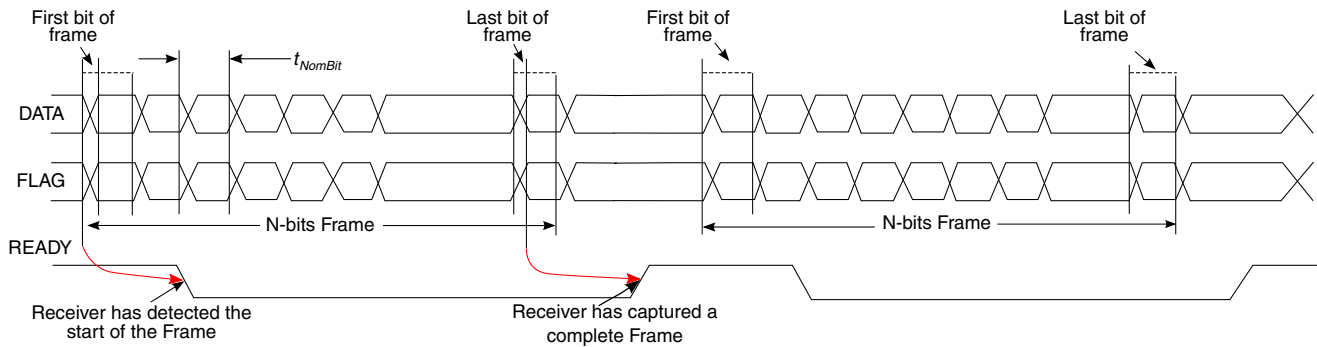 First bit of
frame
Last bit of
frame
First bit of
frame
Last bit of
frame
tNomBit
DATA
FLAG
N-bits Frame
N-bits Frame
READY
Receiver has detected the
start of the Frame
Receiver has captured a
complete Frame